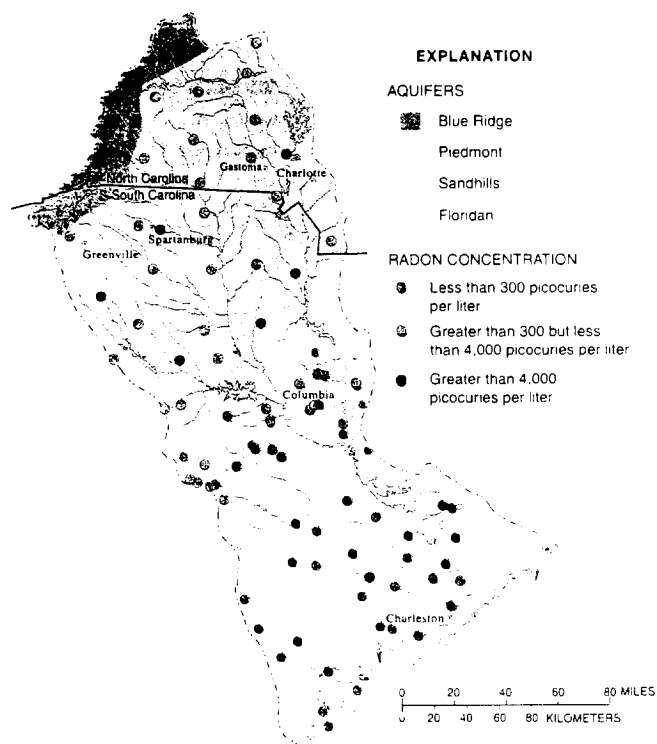 EXPLANATION
AQUIFERS
Blue Ridge
Piedmont
Sandhills
Floridan
RADON CONCENTRATION
Less than 300 picocuries
per liter
Greater than 300 but less
than 4,000 picocuries per liter
Greater than 4,000
picocuries per liter
Gastonia
Charlotte
North Carolina
South Carolina
Spartanburg
Greenville
Columbia
Charleston
0 20 40 60 80 MILES
0 20 40 60 80 KILOMETERS